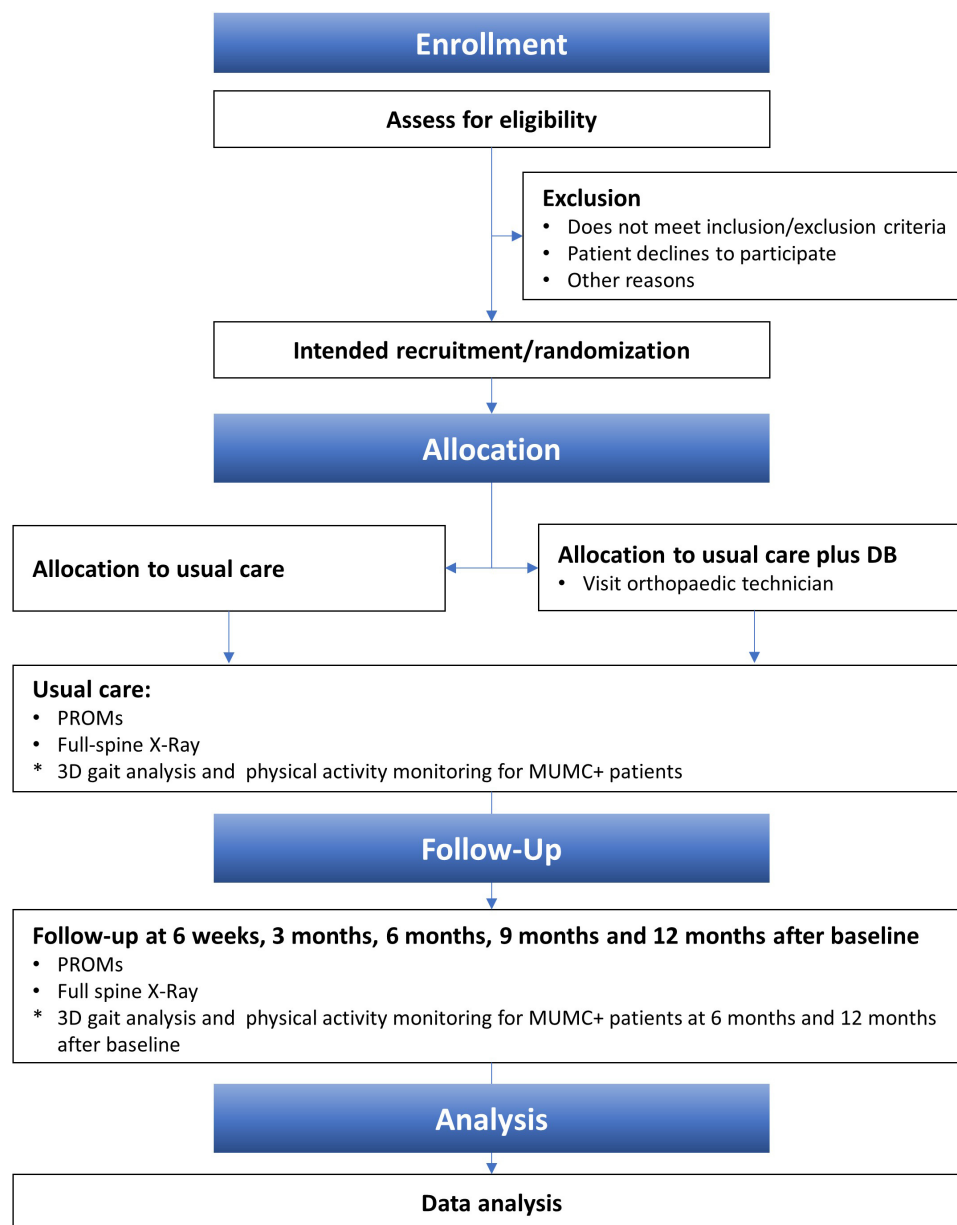 Enrollment
Assess for eligibility
Exclusion
• Does not meet inclusion/exclusion criteria
• Patient declines to participate
• Other reasons
Intended recruitment/randomization
Allocation
Allocation to usual care
Allocation to usual care plus DB
• Visit orthopaedic technician
Usual care:
• PROMs
• Full-spine X-Ray
* 3D gait analysis and physical activity monitoring for MUMC+ patients
Follow-Up
Follow-up at 6 weeks, 3 months, 6 months, 9 months and 12 months after baseline
• PROMs
• Full spine X-Ray
* 3D gait analysis and physical activity monitoring for MUMC+ patients at 6 months and 12 months
after baseline
Analysis
Data analysis